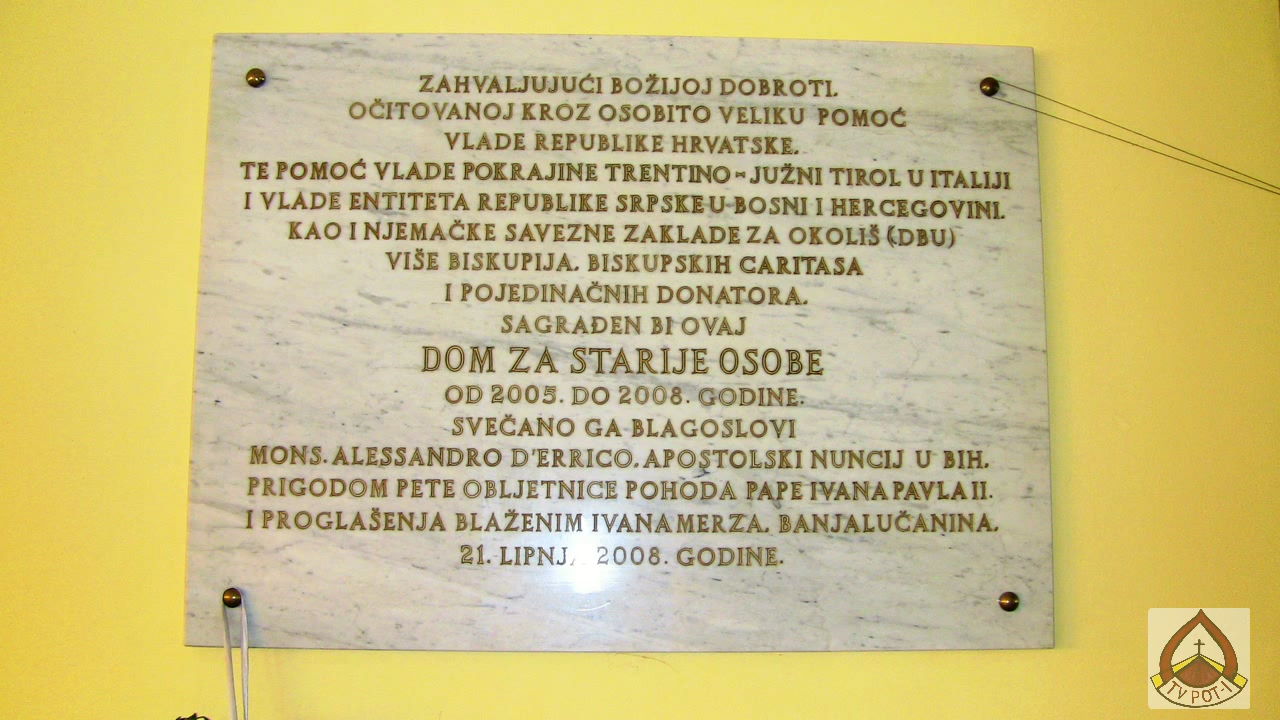 ZAHVALJUJUĆI BOŽIJOJ DOBROTI,
OČITOVANOJ KROZ OSOBITO VELIKU POMOĆ
VLADE REPUBLIKE HRVATSKE,
TE POMOĆ VLADE POKRAJINE TRENTINO - JUŽNI TIROL U ITALIJI
I VLADE ENTITETA REPUBLIKE SRPSKE U BOSNI I HERCEGOVINI,
KAO I NJEMAČKE SAVEZNE ZAKLADE ZA OKOLIŠ (DBU)
VIŠE BISKUPIJA, BISKUPSKIH CARITASA
I POJEDINAČNIH DONATORA,
SAGRAĐEN BI OVAJ
DOM ZA STARIJE OSOBE
OD 2005. DO 2008. GODINE.
SVEČANO GA BLAGOSLOVI
MONS. ALESSANDRO D'ERRICO, APOSTOLSKI NUNCIJ U BIH,
PRIGODOM PETE OBLJETNICE POHODA PAPE IVANA PAVLA II.
I PROGLAŠENJA BLAŽENIM IVANA MERZA, BANJALUČANINA,
21. LIPNJA 2008. GODINE.
TV POT-I